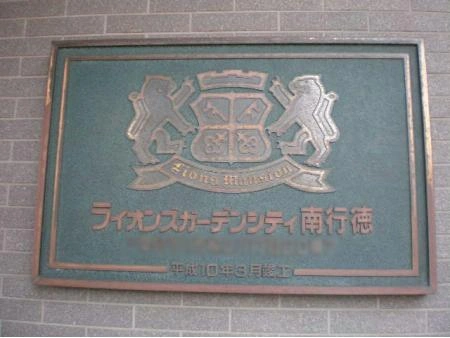 Lions Mansion
ライオンズガーデンシティ南行徳
平成10年3月竣工